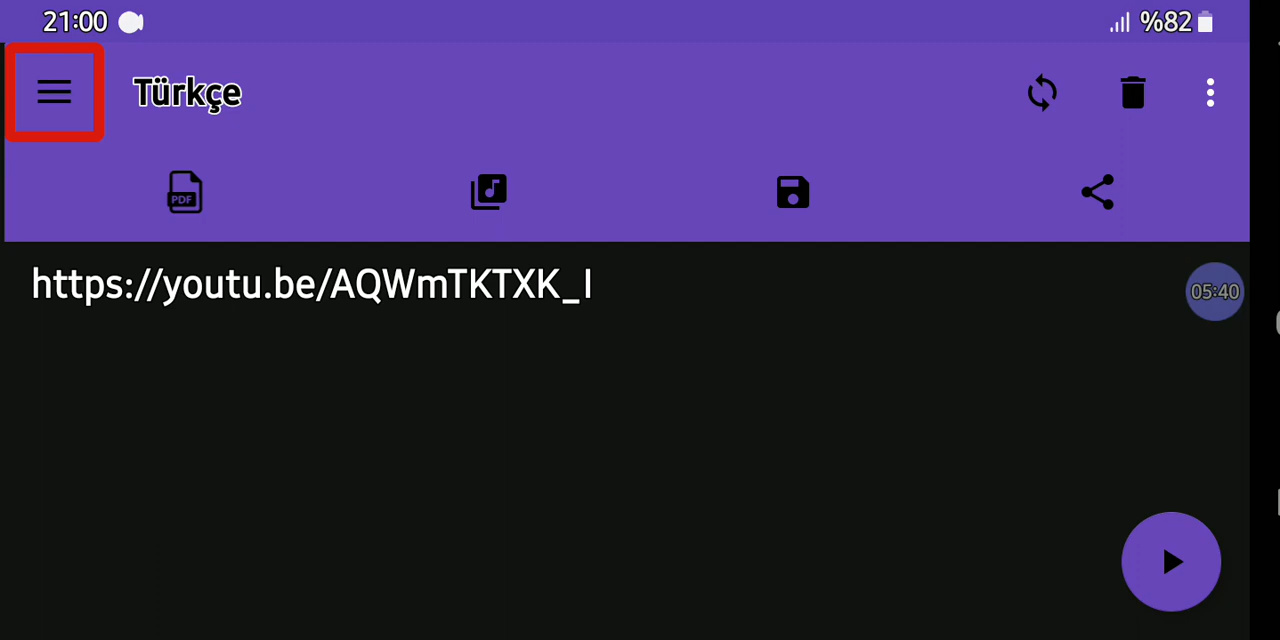 21:00 %82
Türkçe
PDF
https://youtu.be/AQWmTKTXK_I
05:40